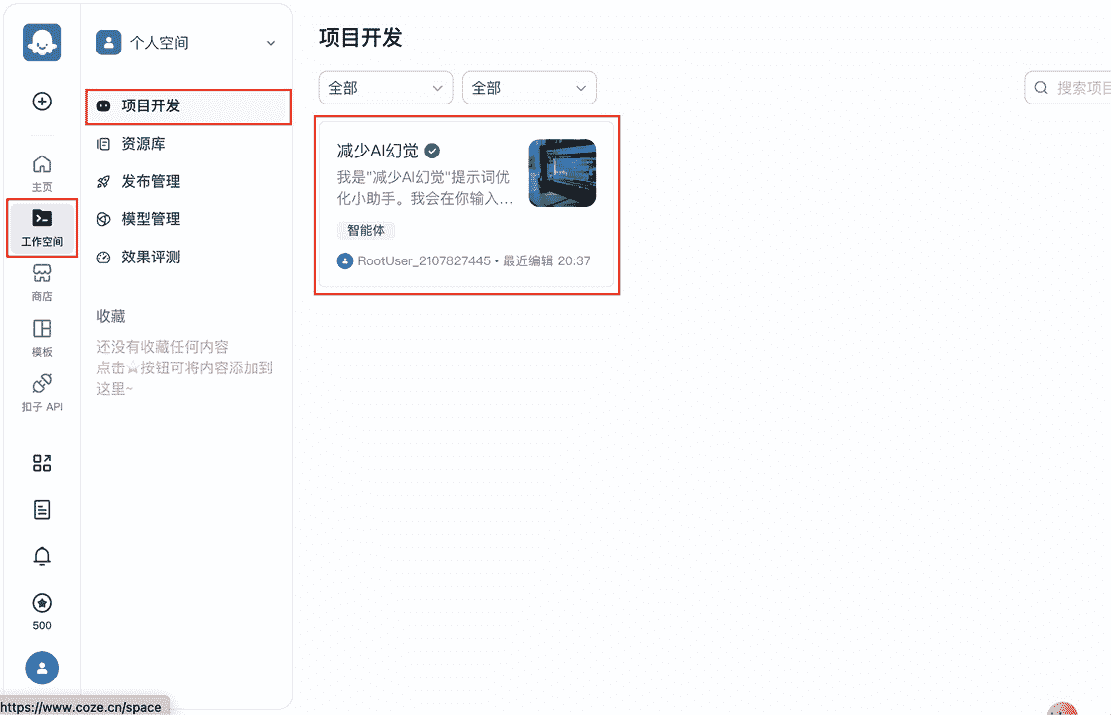 主页
工作空间
商店
模板
扣子 API
500
个人空间
项目开发
资源库
发布管理
模型管理
效果评测
收藏
还没有收藏任何内容
点击☆按钮可将内容添加到
这里~
项目开发
全部
全部
搜索项目
减少AI幻觉
我是"减少AI幻觉"提示词优
化小助手。我会在你输入...
智能体
RootUser_2107827445 • 最近编辑 20:37
https://www.coze.cn/space